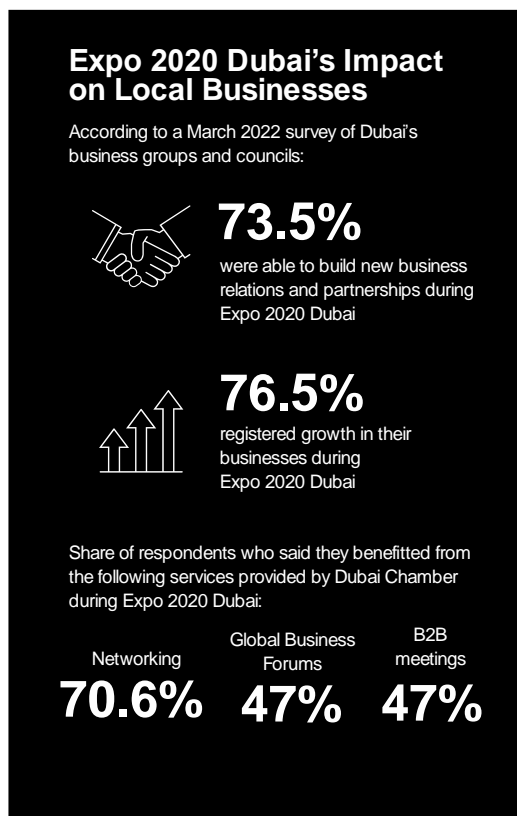 Expo 2020 Dubai's Impact
on Local Businesses
According to a March 2022 survey of Dubai's
business groups and councils:
73.5%
were able to build new business
relations and partnerships during
Expo 2020 Dubai
76.5%
registered growth in their
businesses during
Expo 2020 Dubai
Share of respondents who said they benefitted from
the following services provided by Dubai Chamber
during Expo 2020 Dubai:
Networking
70.6%
Global Business
Forums
47%
B2B
meetings
47%